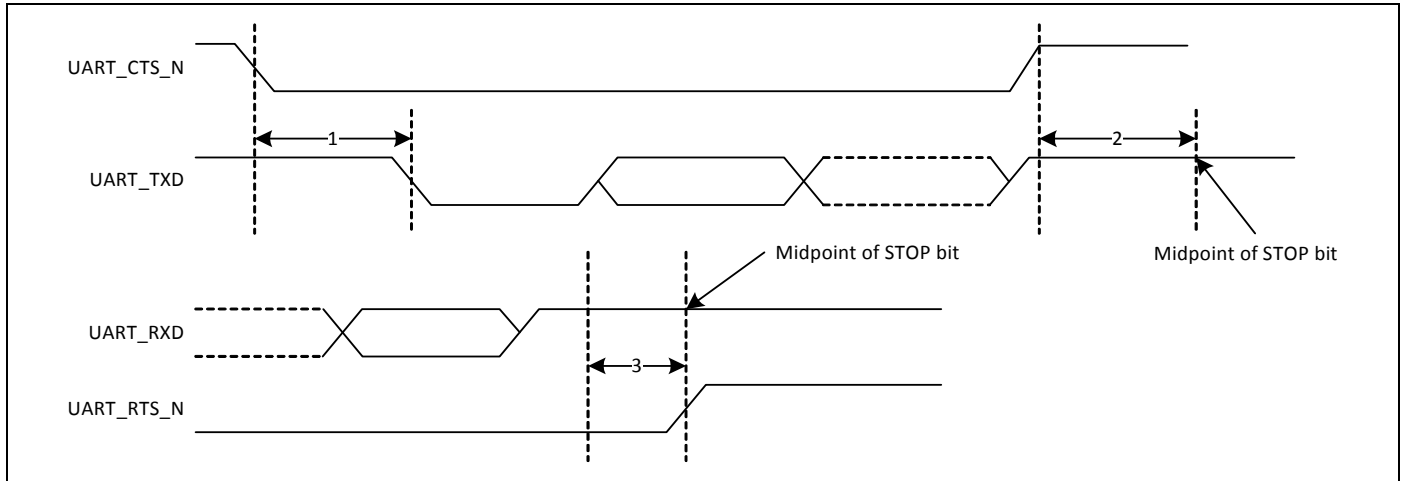 UART_CTS_N
1
2
UART_TXD
Midpoint of STOP bit
Midpoint of STOP bit
UART_RXD
3
UART_RTS_N